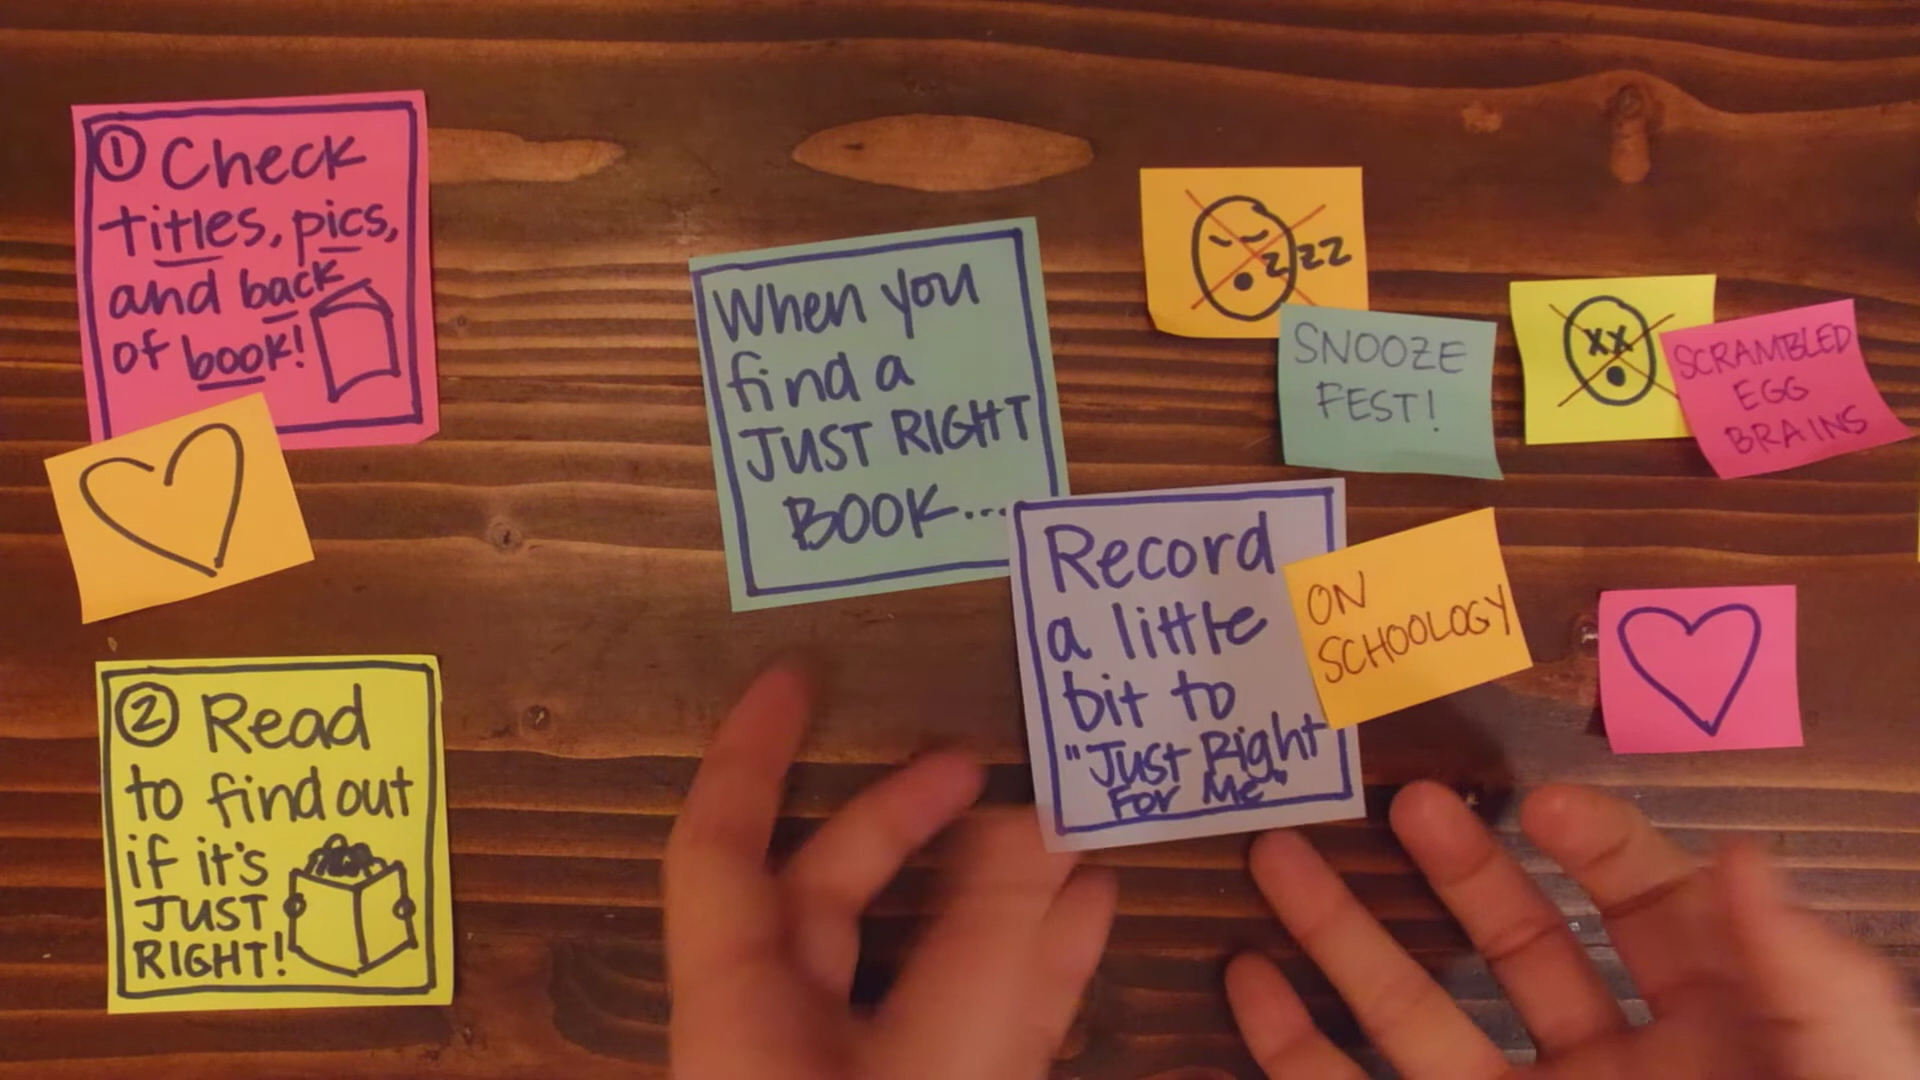 ① Check
titles, pics,
and back
of book!
② Read
to find out
if it's
JUST
RIGHT!
When you
find a
JUST RIGHT
BOOK...
Record
a little
bit to
"Just Right
For Me"
ON
SCHOOLOGY
zzz
SNOOZE
FEST!
XX
SCRAMBLED
EGG
BRAINS